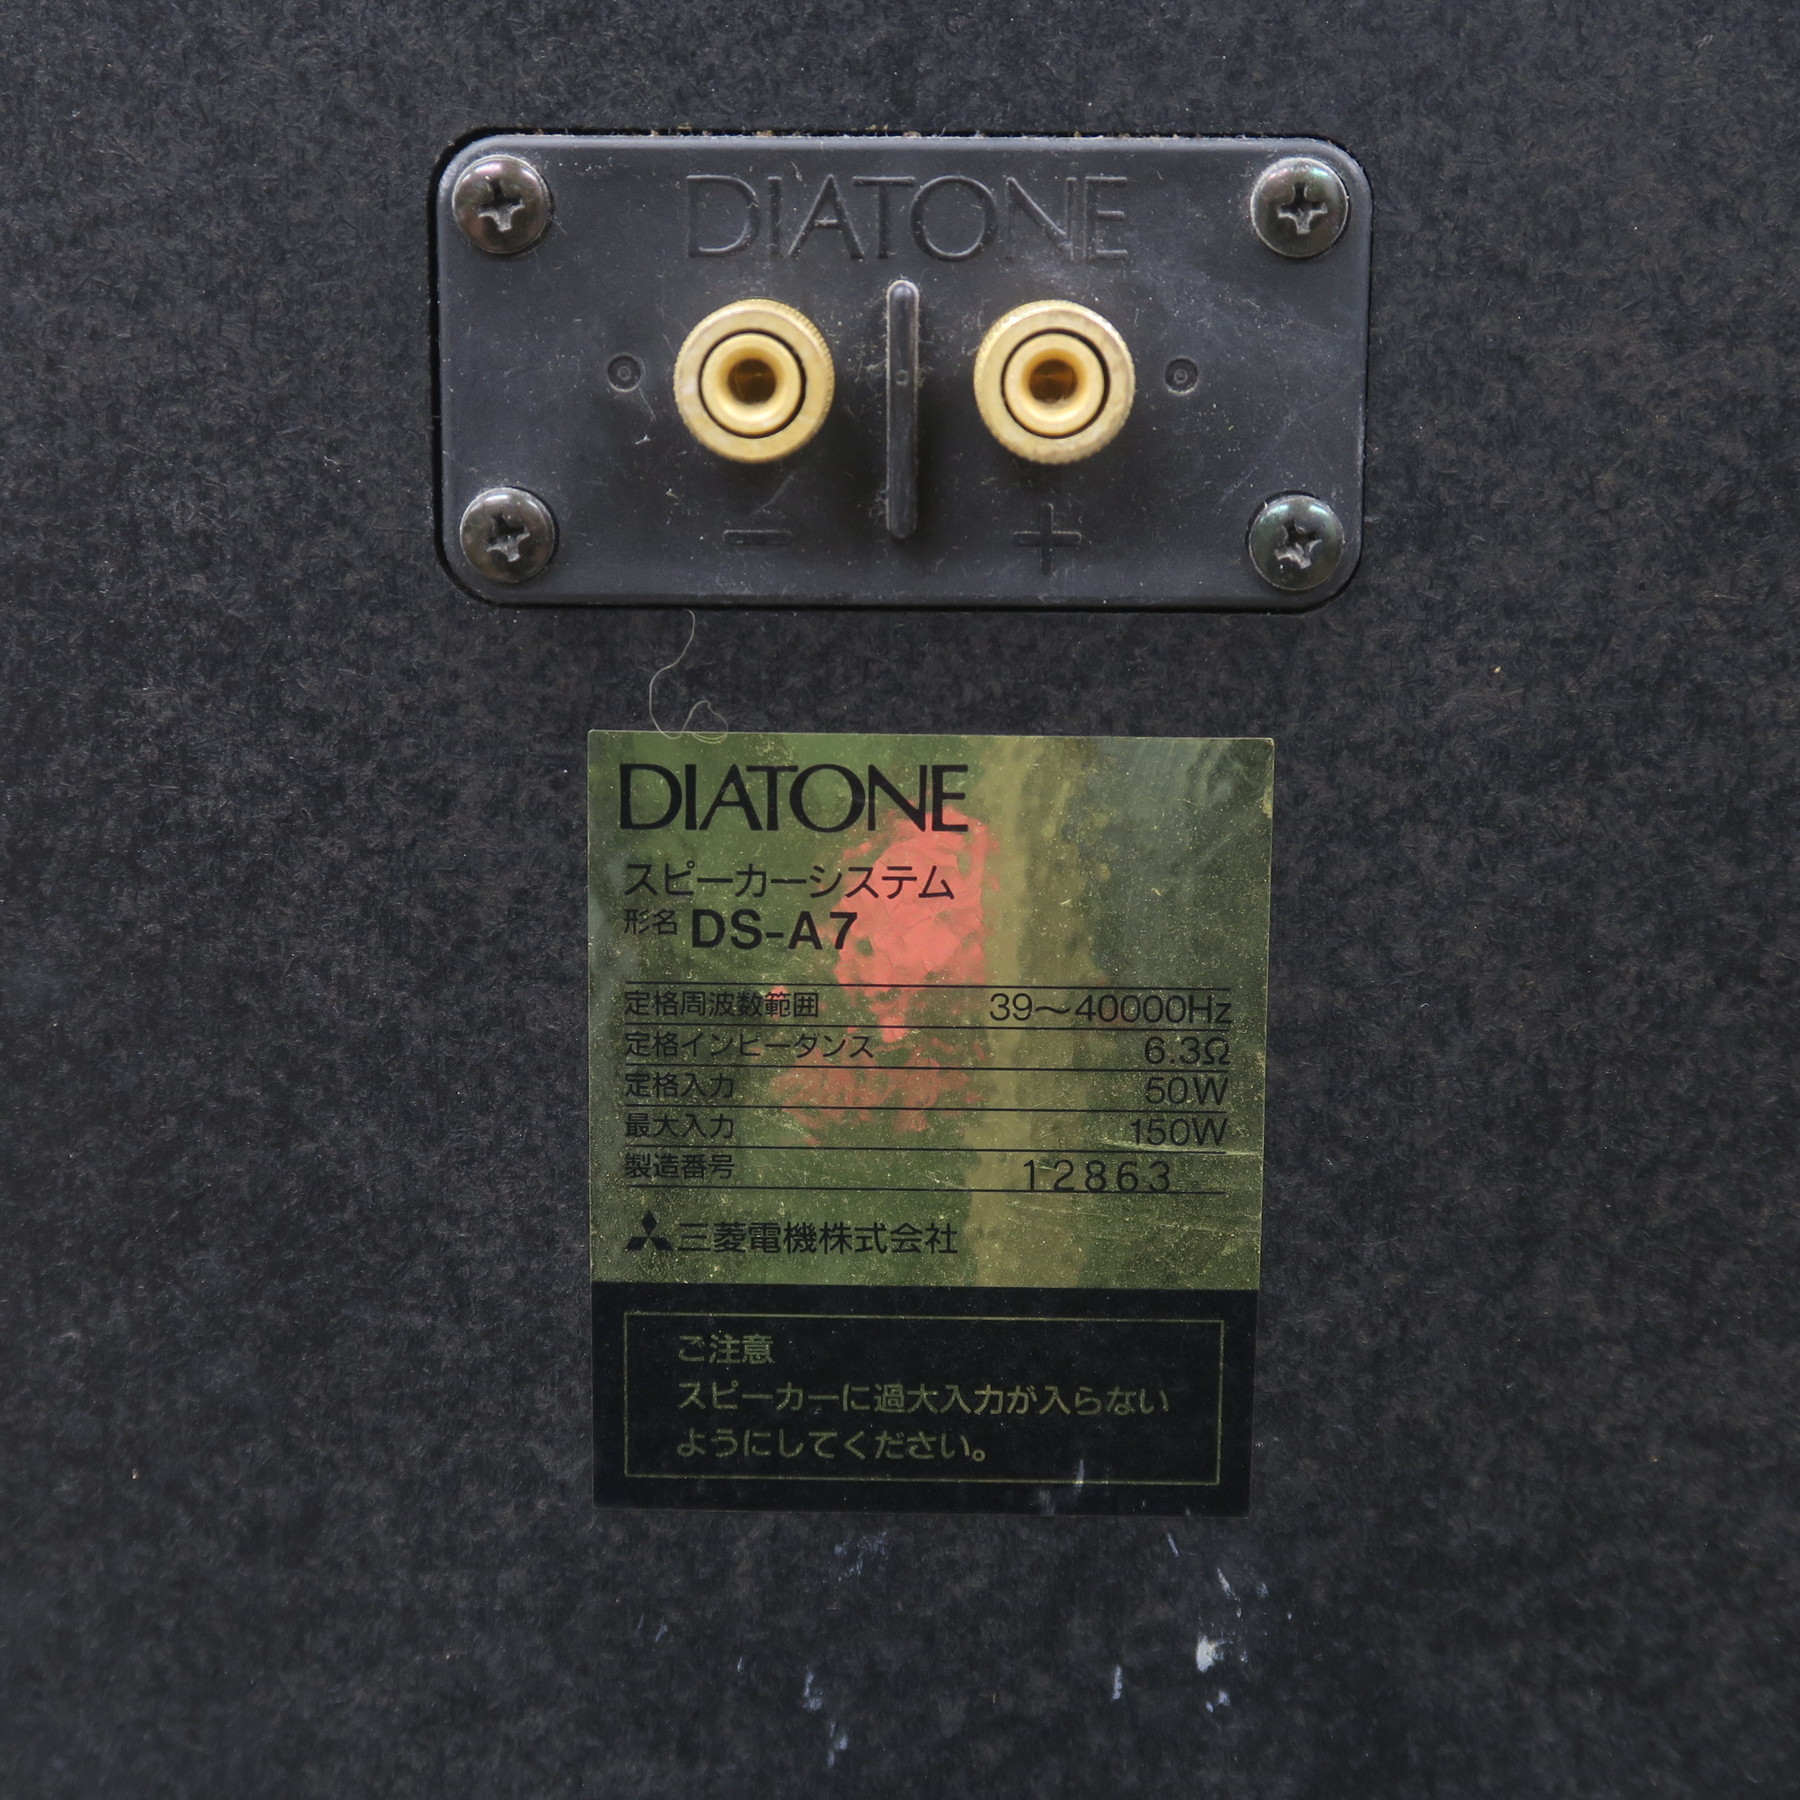 DIATONE
− +
DIATONE
スピーカーシステム
形名 DS-A7
定格周波数範囲 39〜40000Hz
定格インピーダンス 6.3Ω
定格入力 50W
最大入力 150W
製造番号 12863
三菱電機株式会社
ご注意
スピーカーに過大入力が入らない
ようにしてください。